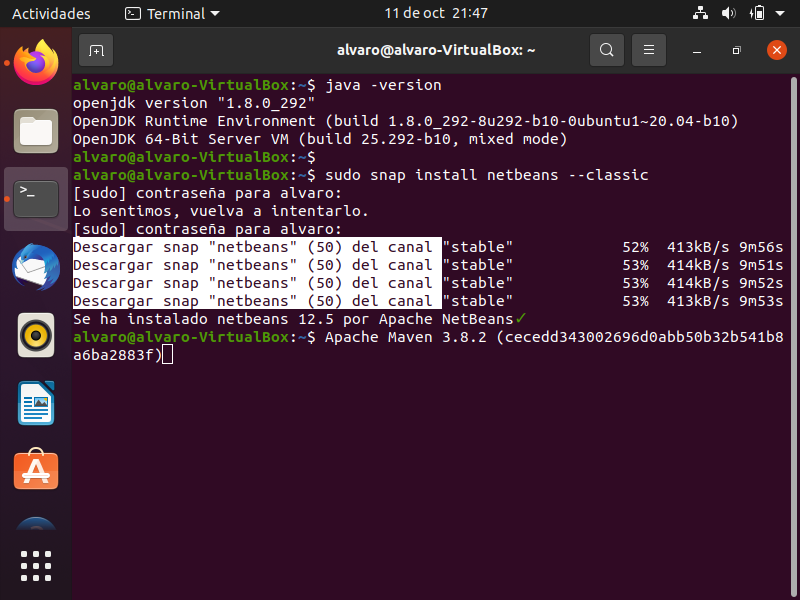 Actividades Terminal 11 de oct 21:47
alvaro@alvaro-VirtualBox: ~
alvaro@alvaro-VirtualBox:~$ java -version
openjdk version "1.8.0_292"
OpenJDK Runtime Environment (build 1.8.0_292-8u292-b10-0ubuntu1~20.04-b10)
OpenJDK 64-Bit Server VM (build 25.292-b10, mixed mode)
alvaro@alvaro-VirtualBox:~$
alvaro@alvaro-VirtualBox:~$ sudo snap install netbeans --classic
[sudo] contraseña para alvaro:
Lo sentimos, vuelva a intentarlo.
[sudo] contraseña para alvaro:
Descargar snap "netbeans" (50) del canal "stable" 52% 413kB/s 9m56s
Descargar snap "netbeans" (50) del canal "stable" 53% 414kB/s 9m51s
Descargar snap "netbeans" (50) del canal "stable" 53% 414kB/s 9m52s
Descargar snap "netbeans" (50) del canal "stable" 53% 413kB/s 9m53s
Se ha instalado netbeans 12.5 por Apache NetBeans✓
alvaro@alvaro-VirtualBox:~$ Apache Maven 3.8.2 (cecedd343002696d0abb50b32b541b8
a6ba2883f)